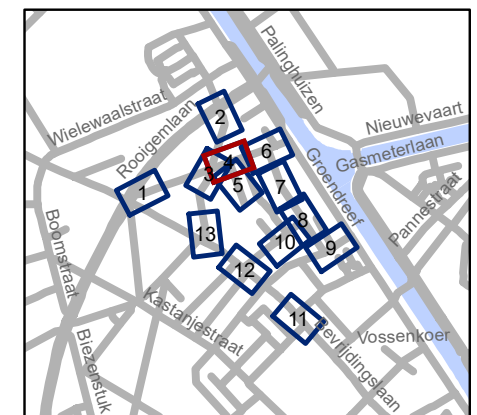 Palinghuizen
Wielewaalstraat
Rooigemlaan
Nieuwevaart
Gasmeterlaan
Groendreef
Pannestraat
2
6
4
3
5
7
1
8
13
10
9
12
Boomstraat
Kastanjestraat
11
Bevrijdingslaan
Vossenkoer
Biezenstuk